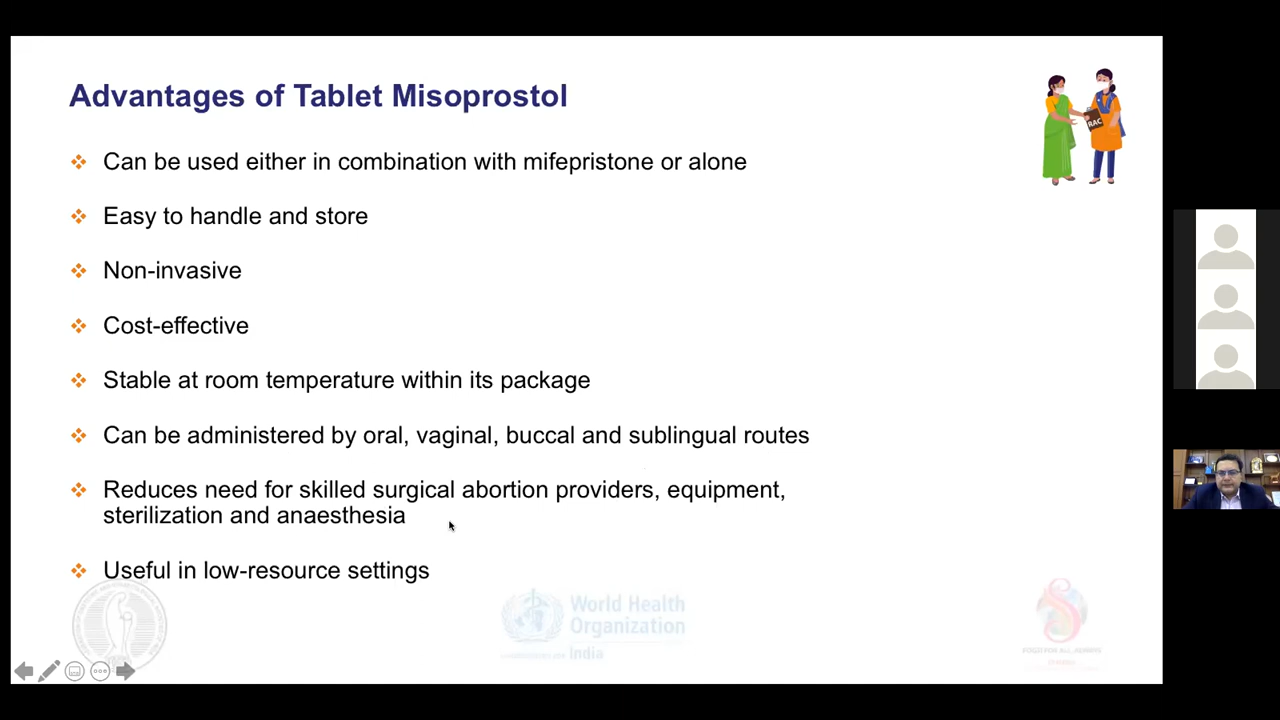 Advantages of Tablet Misoprostol
RAC
Can be used either in combination with mifepristone or alone
Easy to handle and store
Non-invasive
Cost-effective
Stable at room temperature within its package
Can be administered by oral, vaginal, buccal and sublingual routes
Reduces need for skilled surgical abortion providers, equipment,
sterilization and anaesthesia
Useful in low-resource settings
World Health
Organization
India